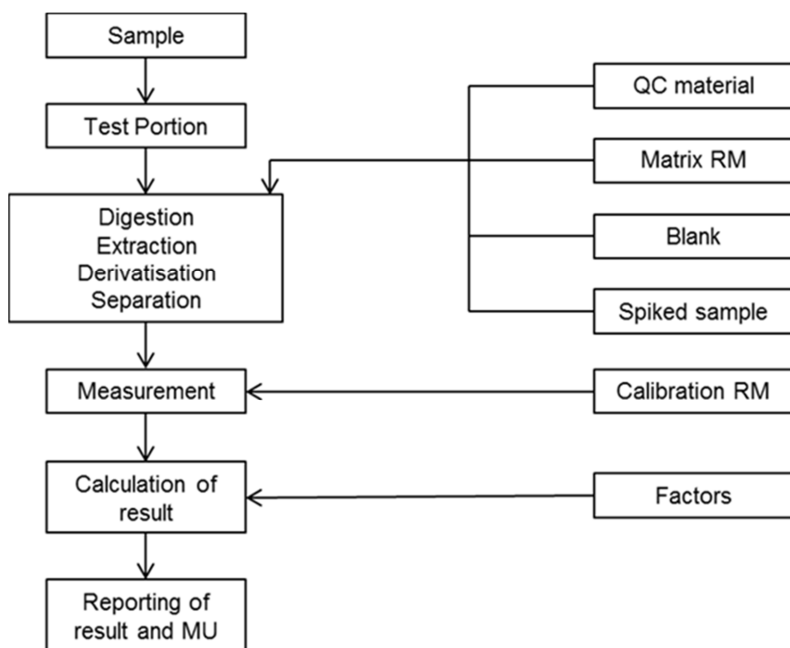 Sample
Test Portion
Digestion
Extraction
Derivatisation
Separation
Measurement
Calculation of
result
Reporting of
result and MU
QC material
Matrix RM
Blank
Spiked sample
Calibration RM
Factors